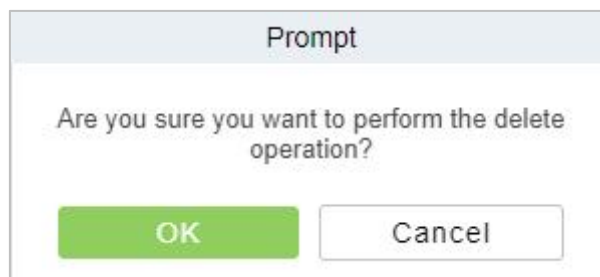 Prompt
Are you sure you want to perform the delete
operation?
OK
Cancel